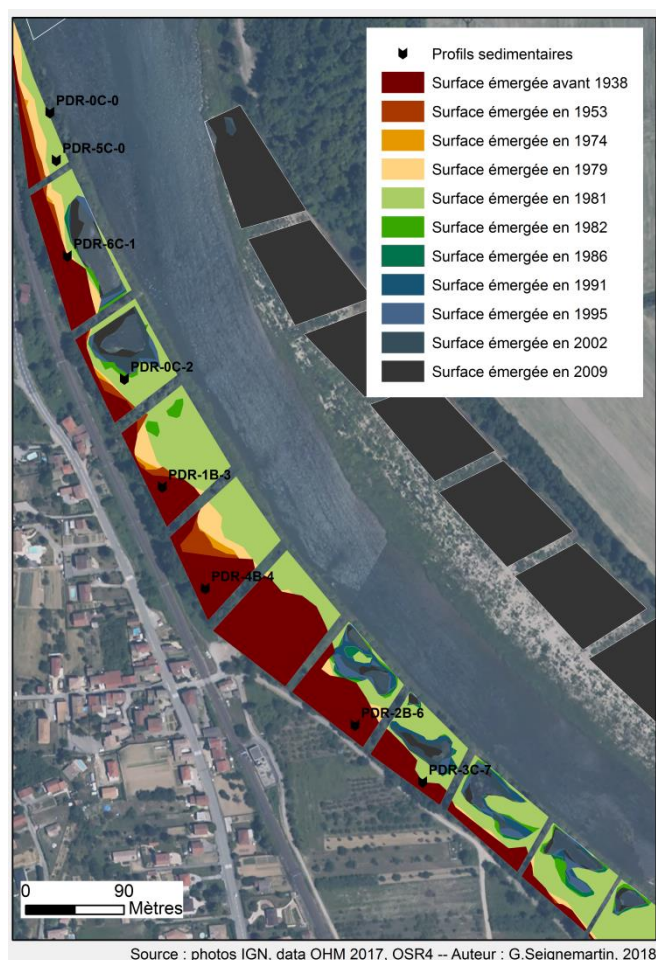 Profils sedimentaires
Surface émergée avant 1938
Surface émergée en 1953
Surface émergée en 1974
Surface émergée en 1979
Surface émergée en 1981
Surface émergée en 1982
Surface émergée en 1986
Surface émergée en 1991
Surface émergée en 1995
Surface émergée en 2002
Surface émergée en 2009
PDR-0C-0
PDR-5C-0
PDR-6C-1
PDR-0C-2
PDR-1B-3
PDR-4B-4
PDR-2B-6
PDR-3C-7
0 90
Mètres
Source : photos IGN, data OHM 2017, OSR4 -- Auteur : G.Seignemartin, 2018